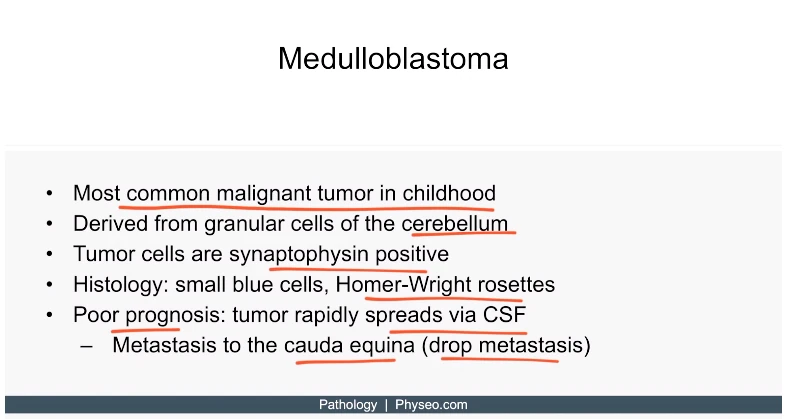 Medulloblastoma
• Most common malignant tumor in childhood
• Derived from granular cells of the cerebellum
• Tumor cells are synaptophysin positive
• Histology: small blue cells, Homer-Wright rosettes
• Poor prognosis: tumor rapidly spreads via CSF
– Metastasis to the cauda equina (drop metastasis)
Pathology | Physeo.com